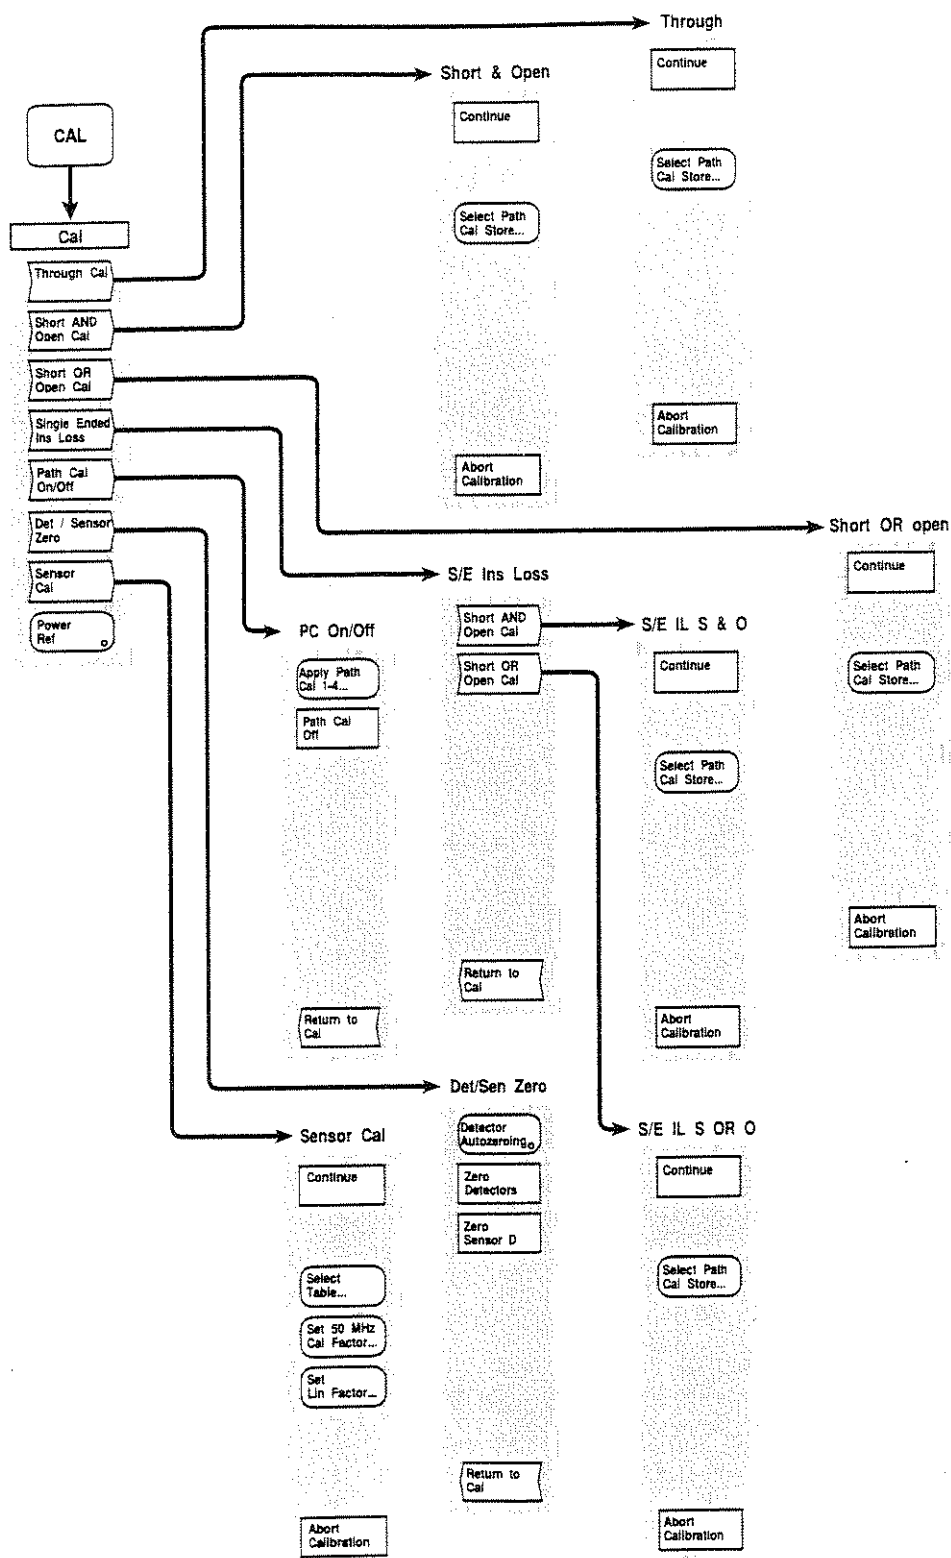 CAL
Cal
Through Cal
Short AND
Open Cal
Short OR
Open Cal
Single Ended
Ins Loss
Path Cal
On/Off
Det / Sensor
Zero
Sensor
Cal
Power
Ref
Through
Continue
Select Path
Cal Store...
Abort
Calibration
Short & Open
Continue
Select Path
Cal Store...
Abort
Calibration
Short OR open
Continue
Select Path
Cal Store...
Abort
Calibration
S/E Ins Loss
Short AND
Open Cal
Short OR
Open Cal
Return to
Cal
S/E IL S & O
Continue
Select Path
Cal Store...
Abort
Calibration
PC On/Off
Apply Path
Cal 1-4...
Path Cal
Off
Return to
Cal
Det/Sen Zero
Detector
Autozeroing
Zero
Detectors
Zero
Sensor D
Return to
Cal
S/E IL S OR O
Continue
Select Path
Cal Store...
Abort
Calibration
Sensor Cal
Continue
Select
Table...
Set 50 MHz
Cal Factor...
Set
Lin Factor...
Abort
Calibration